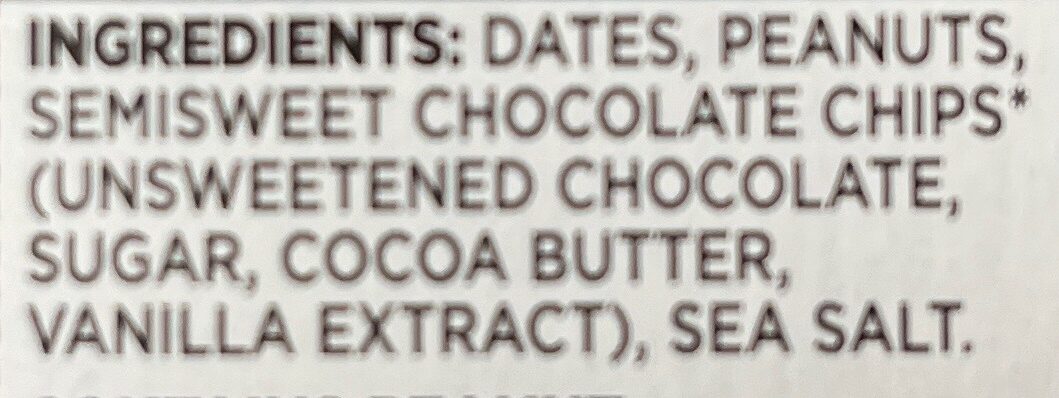 INGREDIENTS: DATES, PEANUTS,
SEMISWEET CHOCOLATE CHIPS*
(UNSWEETENED CHOCOLATE,
SUGAR, COCOA BUTTER,
VANILLA EXTRACT), SEA SALT.